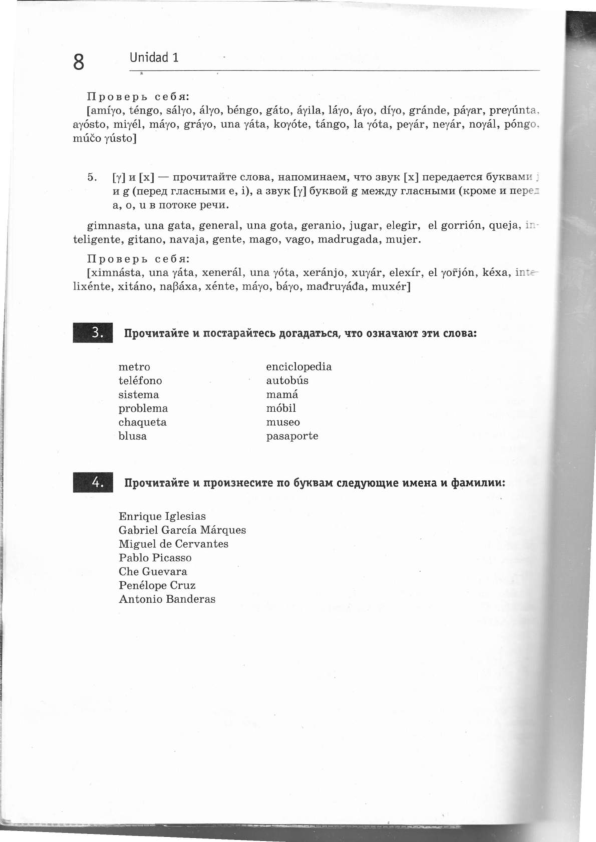 8
Unidad 1
Проверь себя:
[amíγo, téngo, sályo, álγo, béngo, gáto, áγila, láγo, áγo, díγo, gránde, páγar, preγúnta,
aγósto, miγél, máγo, gráγo, una γáta, koγóte, tángo, la γóta, peγár, neγár, noγál, póngo,
múčo γústo]
5. [γ] и [x] — прочитайте слова, напоминаем, что звук [x] передается буквами j
и g (перед гласными e, i), а звук [γ] буквой g между гласными (кроме и перед
a, o, u в потоке речи.
gimnasta, una gata, general, una gota, geranio, jugar, elegir, el gorrión, queja, in-
teligente, gitano, navaja, gente, mago, vago, madrugada, mujer.
Проверь себя:
[ximnásta, una γáta, xenerál, una γóta, xeránjo, xuγár, elexír, el γor̄jón, kéxa, inte-
lixénte, xitáno, naβáxa, xénte, máγo, báγo, mađruγáđa, muxér]
3. Прочитайте и постарайтесь догадаться, что означают эти слова:
metro
teléfono
sistema
problema
chaqueta
blusa
enciclopedia
autobús
mamá
móbil
museo
pasaporte
4. Прочитайте и произнесите по буквам следующие имена и фамилии:
Enrique Iglesias
Gabriel García Márques
Miguel de Cervantes
Pablo Picasso
Che Guevara
Penélope Cruz
Antonio Banderas